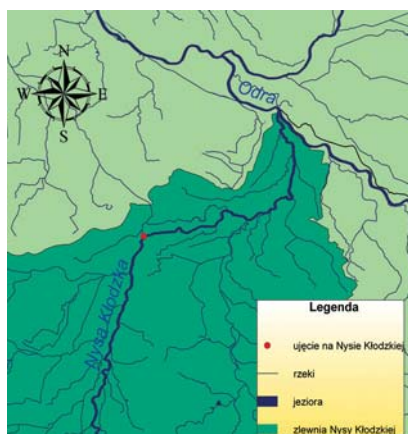 N
W E
S
Odra
Nysa Kłodzka
Legenda
ujęcie na Nysie Kłodzkiej
rzeki
jeziora
zlewnia Nysy Kłodzkiej